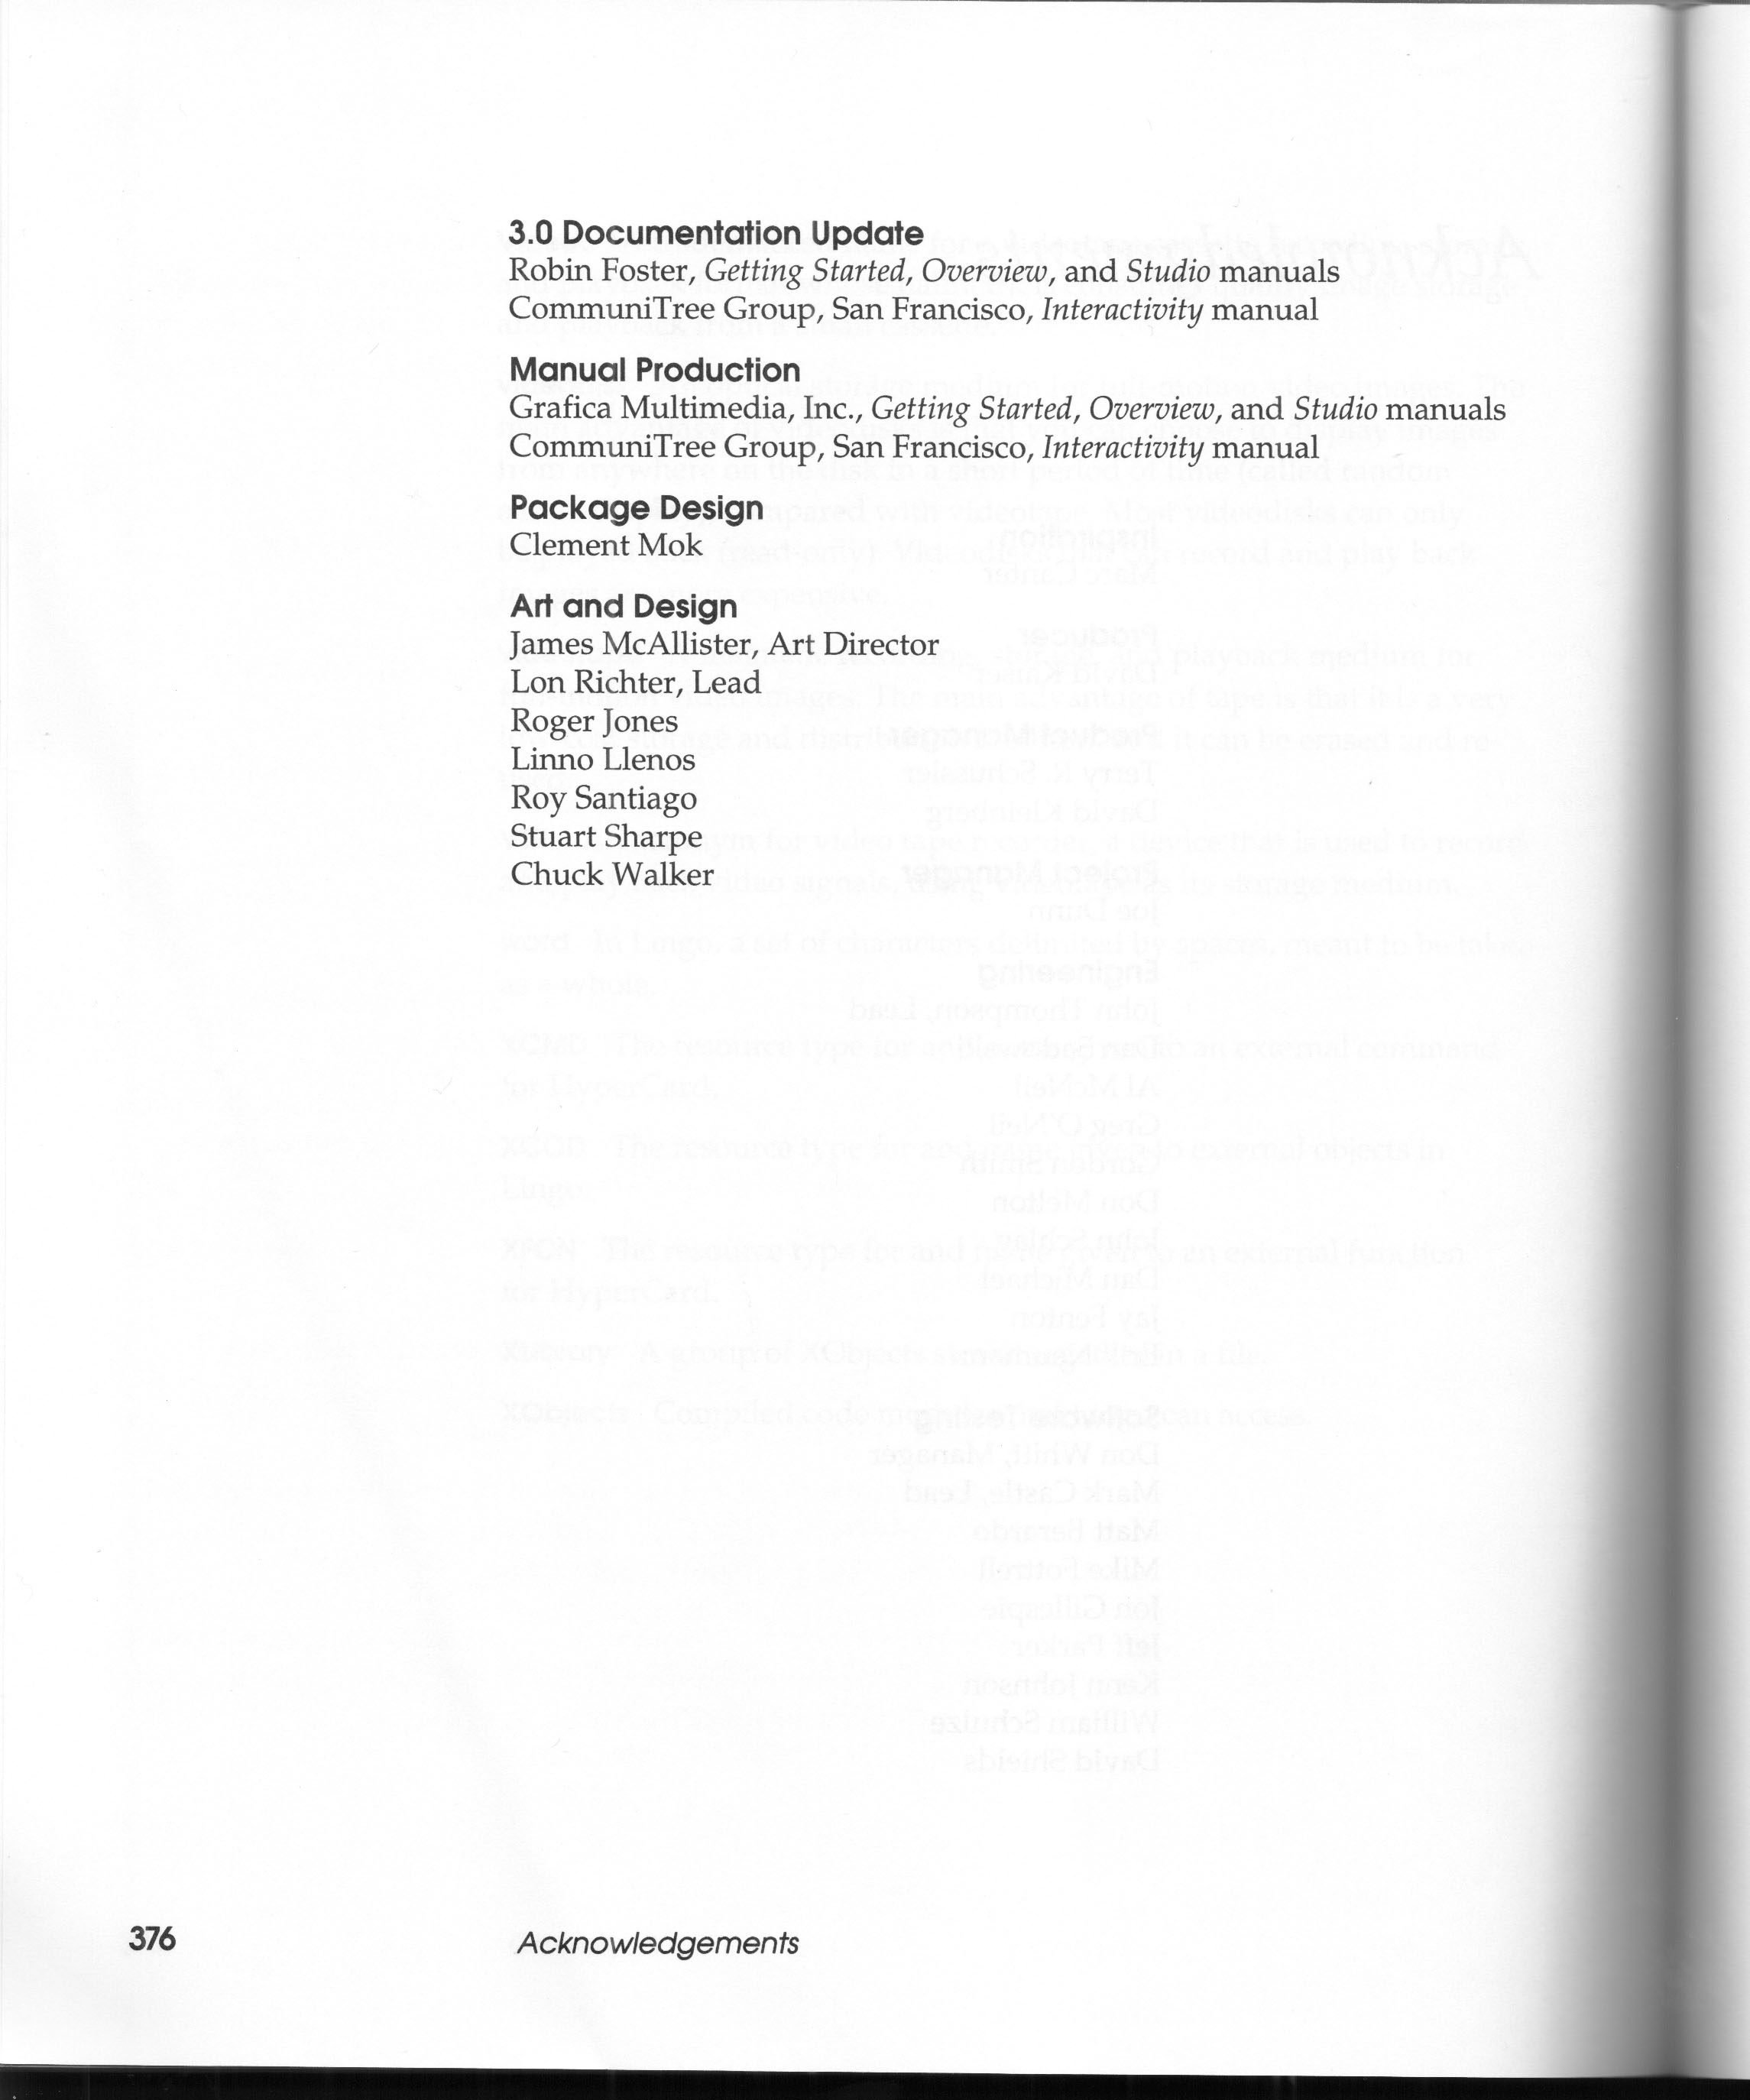 3.0 Documentation Update
Robin Foster, Getting Started, Overview, and Studio manuals
CommuniTree Group, San Francisco, Interactivity manual
Manual Production
Grafica Multimedia, Inc., Getting Started, Overview, and Studio manuals
CommuniTree Group, San Francisco, Interactivity manual
Package Design
Clement Mok
Art and Design
James McAllister, Art Director
Lon Richter, Lead
Roger Jones
Linno Llenos
Roy Santiago
Stuart Sharpe
Chuck Walker
376
Acknowledgements